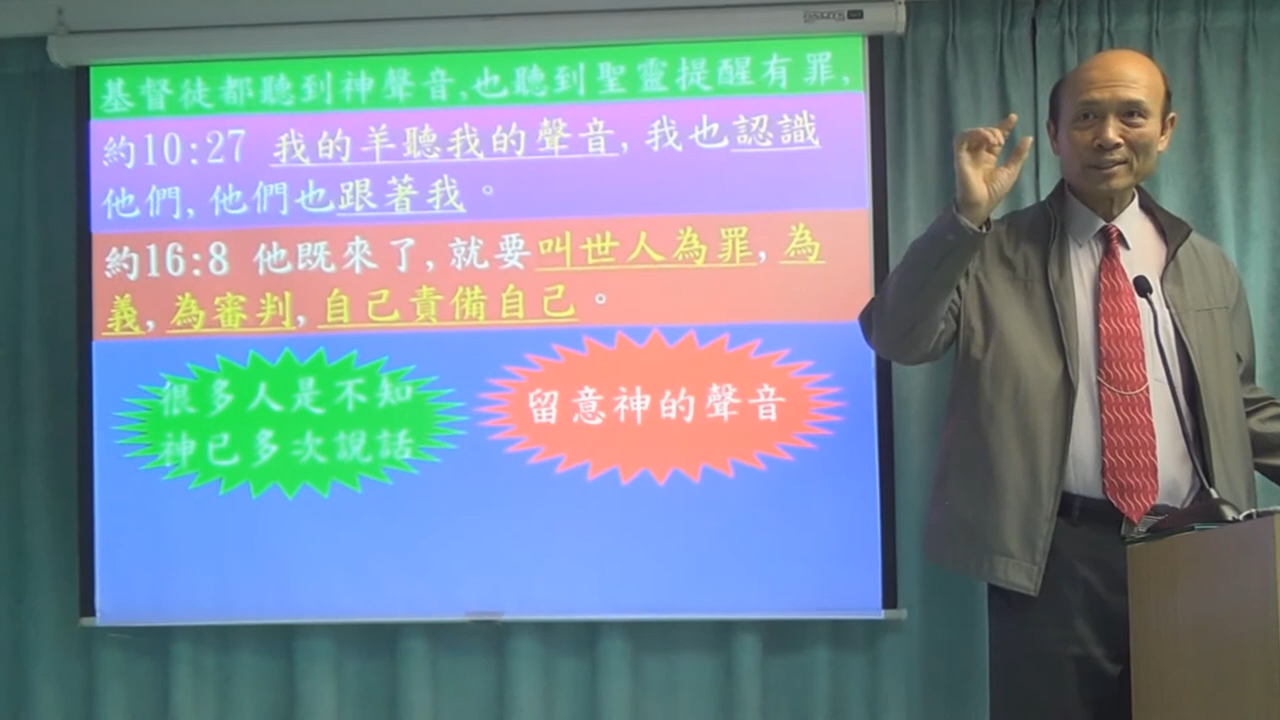 基督徒都聽到神聲音,也聽到聖靈提醒有罪,
約10:27 我的羊聽我的聲音,我也認識
他們,他們也跟著我。
約16:8 他既來了,就要叫世人為罪,為
義,為審判,自己責備自己。
很多人是不知
神已多次說話
留意神的聲音